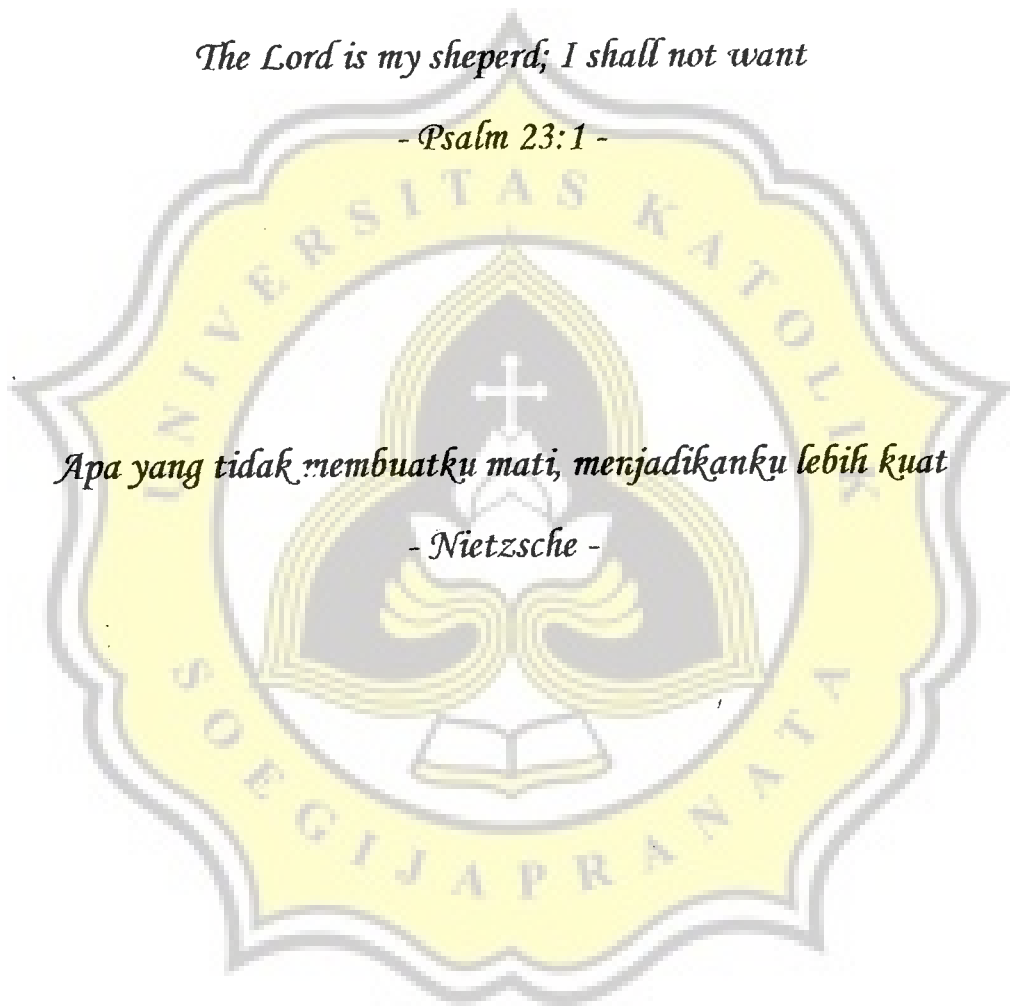 The Lord is my sheperd; I shall not want
- Psalm 23:1 -
UNIVERSITAS KATOLIK
Apa yang tidak membuatku mati, menjadikanku lebih kuat
- Nietzsche -
SOEGIJAPRANATA